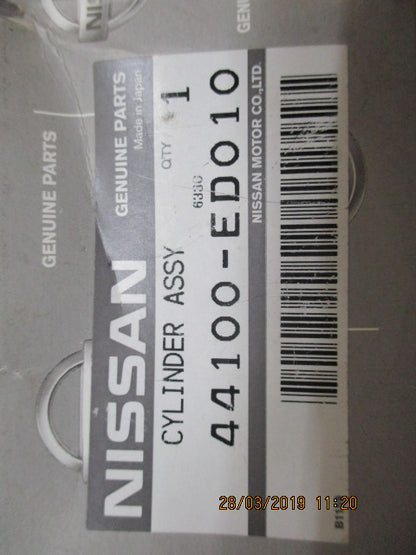 NISSAN GENUINE PARTS
Made in Japan
CYLINDER ASSY QTY 1
6330
44100-ED010
NISSAN MOTOR CO.,LTD.
GENUINE PARTS
GENUINE
28/03/2019 11:20